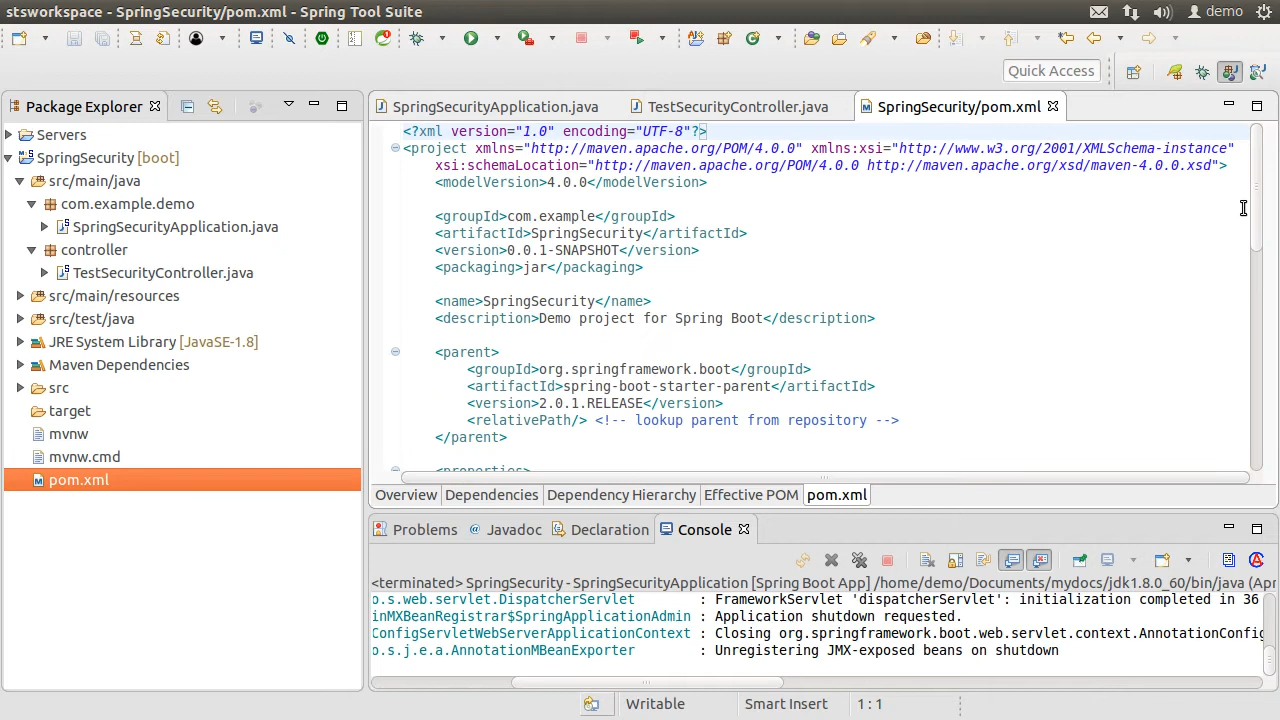 stsworkspace - SpringSecurity/pom.xml - Spring Tool Suite
demo
Quick Access
Package Explorer
Servers
SpringSecurity [boot]
src/main/java
com.example.demo
SpringSecurityApplication.java
controller
TestSecurityController.java
src/main/resources
src/test/java
JRE System Library [JavaSE-1.8]
Maven Dependencies
src
target
mvnw
mvnw.cmd
pom.xml
SpringSecurityApplication.java
TestSecurityController.java
SpringSecurity/pom.xml
<?xml version="1.0" encoding="UTF-8"?>
<project xmlns="http://maven.apache.org/POM/4.0.0" xmlns:xsi="http://www.w3.org/2001/XMLSchema-instance"
xsi:schemaLocation="http://maven.apache.org/POM/4.0.0 http://maven.apache.org/xsd/maven-4.0.0.xsd">
<modelVersion>4.0.0</modelVersion>
<groupId>com.example</groupId>
<artifactId>SpringSecurity</artifactId>
<version>0.0.1-SNAPSHOT</version>
<packaging>jar</packaging>
<name>SpringSecurity</name>
<description>Demo project for Spring Boot</description>
<parent>
<groupId>org.springframework.boot</groupId>
<artifactId>spring-boot-starter-parent</artifactId>
<version>2.0.1.RELEASE</version>
<relativePath/> <!-- lookup parent from repository -->
</parent>
<properties>
Overview Dependencies Dependency Hierarchy Effective POM pom.xml
Problems @ Javadoc Declaration Console
<terminated> SpringSecurity - SpringSecurityApplication [Spring Boot App] /home/demo/Documents/mydocs/jdk1.8.0_60/bin/java (Apr
o.s.web.servlet.DispatcherServlet : FrameworkServlet 'dispatcherServlet': initialization completed in 36
inMXBeanRegistrar$SpringApplicationAdmin : Application shutdown requested.
ConfigServletWebServerApplicationContext : Closing org.springframework.boot.web.servlet.context.AnnotationConfig
o.s.j.e.a.AnnotationMBeanExporter : Unregistering JMX-exposed beans on shutdown
Writable Smart Insert 1 : 1